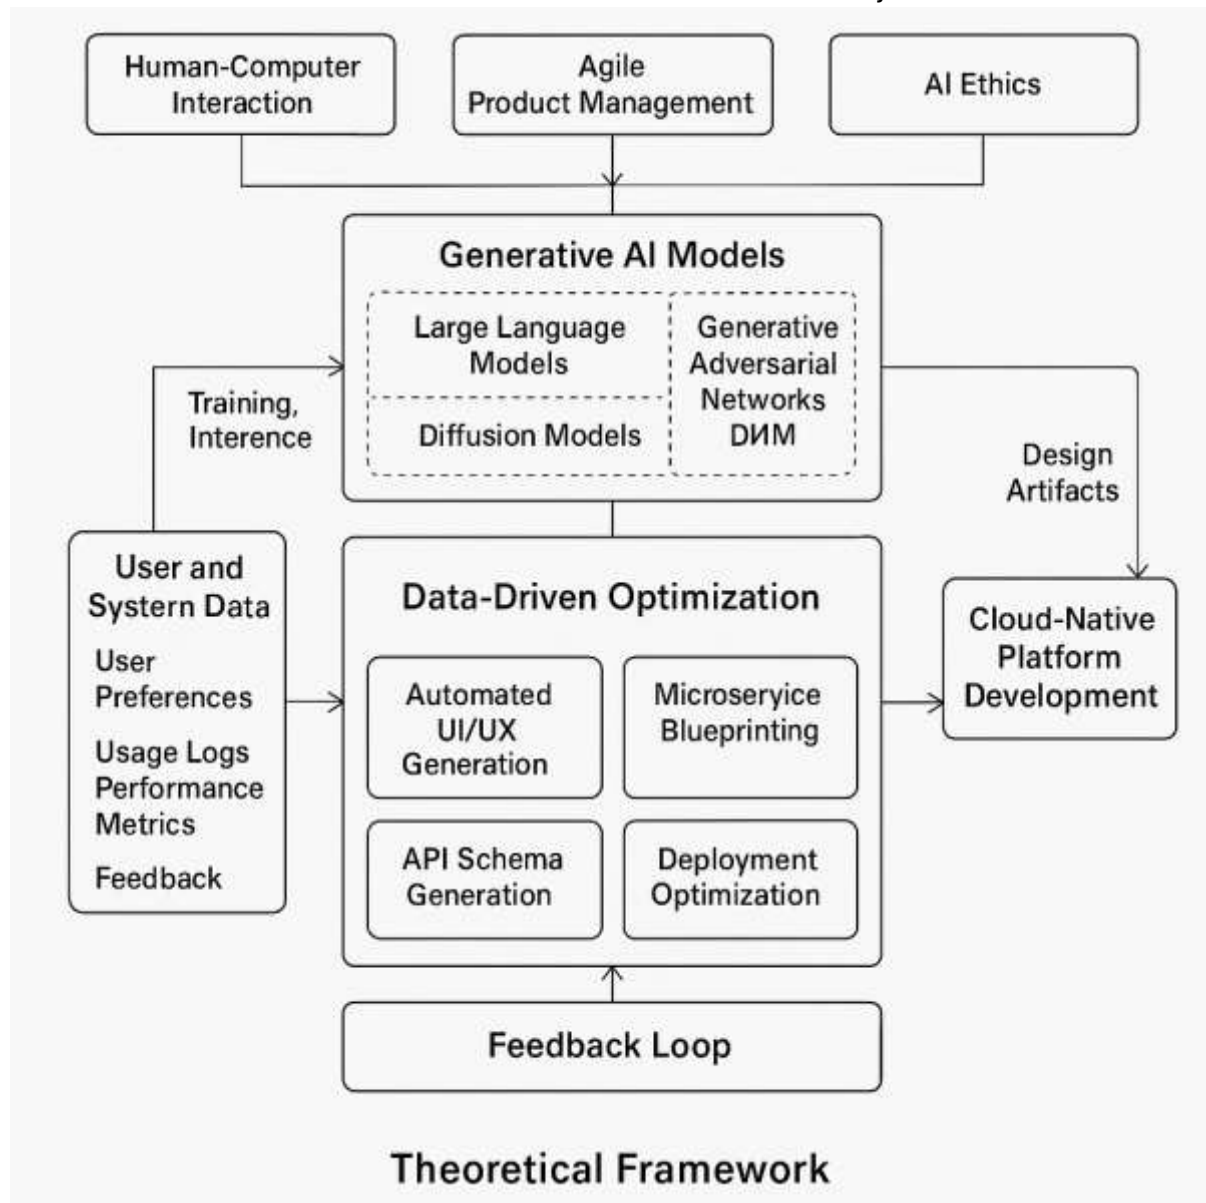 Human-Computer
Interaction
Agile
Product Management
AI Ethics
Generative AI Models
Large Language
Models
Diffusion Models
Generative
Adversarial
Networks
DИM
Training,
Interence
Design
Artifacts
User and
Systern Data
User
Preferences
Usage Logs
Performance
Metrics
Feedback
Data-Driven Optimization
Automated
UI/UX
Generation
Microseryice
Blueprinting
API Schema
Generation
Deployment
Optimization
Cloud-Native
Platform
Development
Feedback Loop
Theoretical Framework